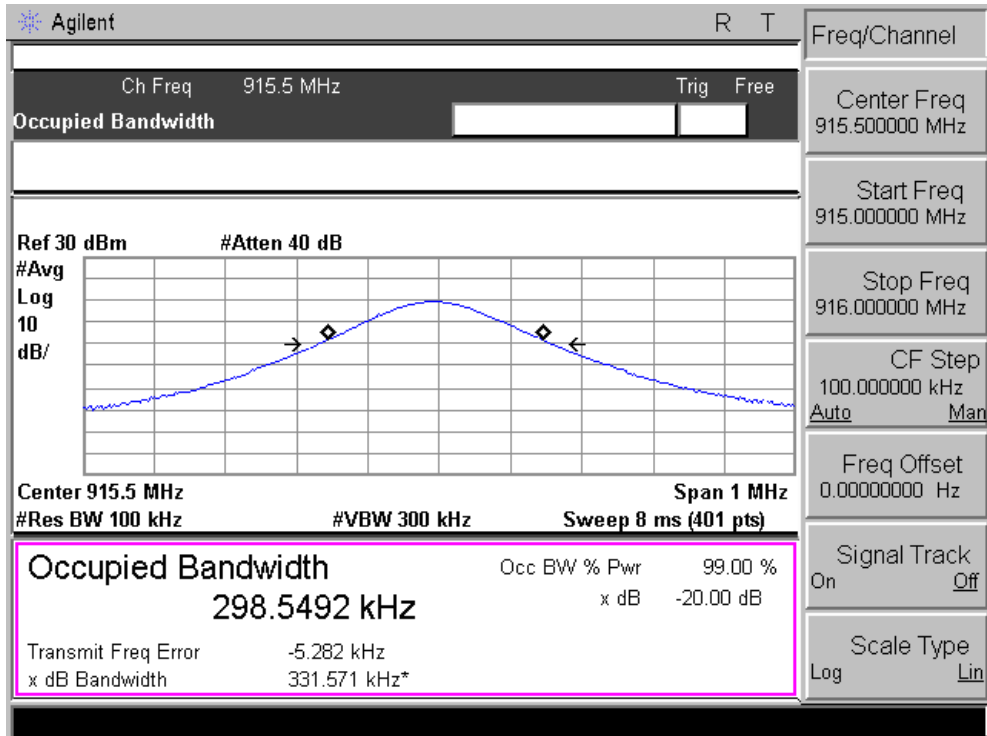 Agilent R T
Ch Freq 915.5 MHz Trig Free
Occupied Bandwidth
Ref 30 dBm #Atten 40 dB
#Avg
Log
10
dB/
Center 915.5 MHz Span 1 MHz
#Res BW 100 kHz #VBW 300 kHz Sweep 8 ms (401 pts)
Occupied Bandwidth Occ BW % Pwr 99.00 %
298.5492 kHz x dB -20.00 dB
Transmit Freq Error -5.282 kHz
x dB Bandwidth 331.571 kHz*
Freq/Channel
Center Freq
915.500000 MHz
Start Freq
915.000000 MHz
Stop Freq
916.000000 MHz
CF Step
100.000000 kHz
Auto Man
Freq Offset
0.00000000 Hz
Signal Track
On Off
Scale Type
Log Lin